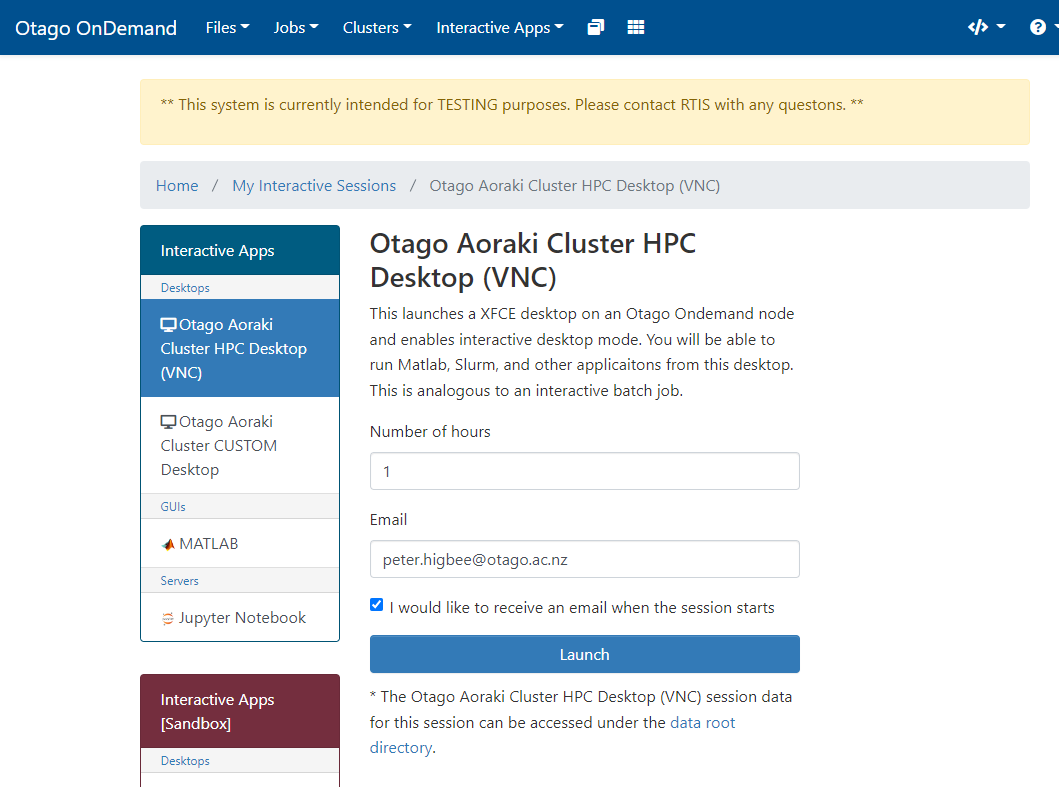 Otago OnDemand Files Jobs Clusters Interactive Apps
** This system is currently intended for TESTING purposes. Please contact RTIS with any questons. **
Home / My Interactive Sessions / Otago Aoraki Cluster HPC Desktop (VNC)
Interactive Apps
Desktops
Otago Aoraki
Cluster HPC Desktop
(VNC)
Otago Aoraki
Cluster CUSTOM
Desktop
GUIs
MATLAB
Servers
Jupyter Notebook
Interactive Apps
[Sandbox]
Desktops
Otago Aoraki Cluster HPC
Desktop (VNC)
This launches a XFCE desktop on an Otago Ondemand node
and enables interactive desktop mode. You will be able to
run Matlab, Slurm, and other applicaitons from this desktop.
This is analogous to an interactive batch job.
Number of hours
1
Email
peter.higbee@otago.ac.nz
I would like to receive an email when the session starts
Launch
* The Otago Aoraki Cluster HPC Desktop (VNC) session data
for this session can be accessed under the data root
directory.